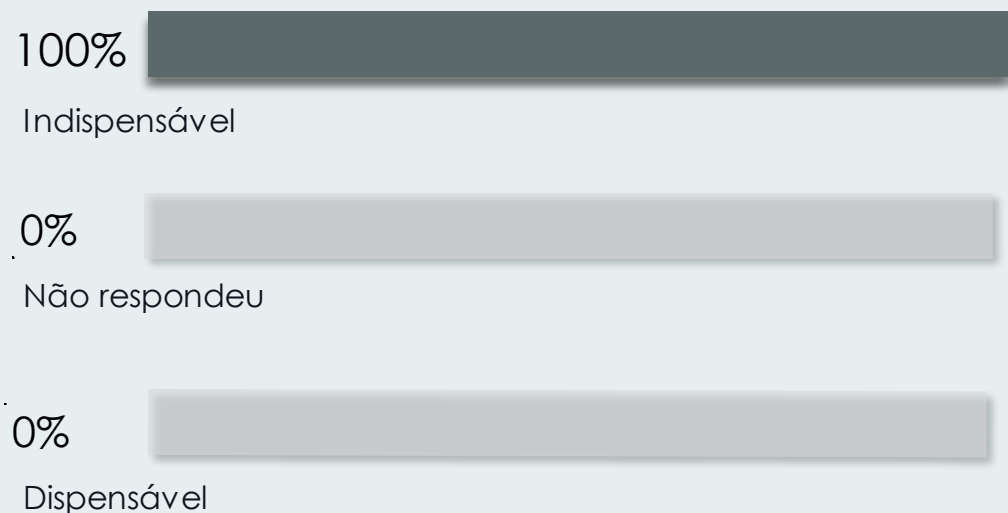 100%
Indispensável
0%
Não respondeu
0%
Dispensável